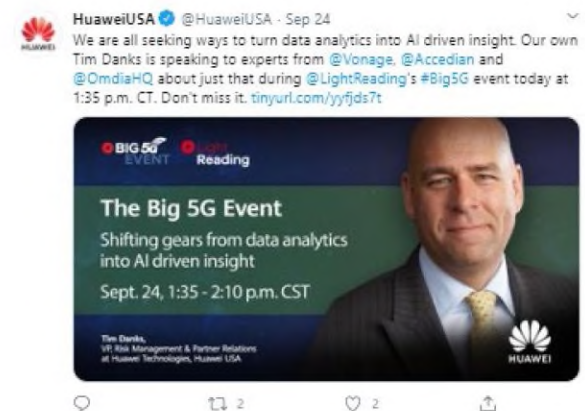 HuaweiUSA @HuaweiUSA · Sep 24
We are all seeking ways to turn data analytics into AI driven insight. Our own
Tim Danks is speaking to experts from @Vonage, @Accedian and
@OmdiaHQ about just that during @LightReading's #Big5G event today at
1:35 p.m. CT. Don't miss it. tinyurl.com/yyfjds7t
HUAWEI
BIG 5G
EVENT
Light
Reading
The Big 5G Event
Shifting gears from data analytics
into AI driven insight
Sept. 24, 1:35 - 2:10 p.m. CST
Tim Danks,
VP, Risk Management & Partner Relations
at Huawei Technologies, Huawei USA
HUAWEI
2
2